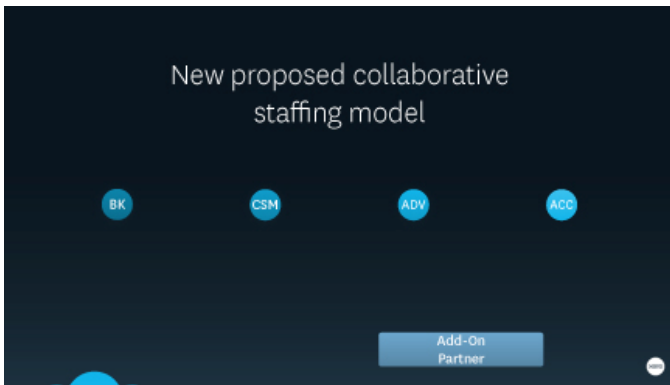 New proposed collaborative
staffing model
BK
CSM
ADV
ACC
Add-On
Partner